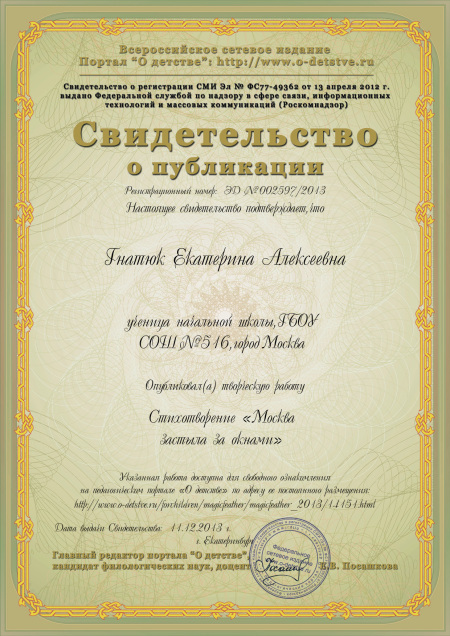 Всероссийское сетевое издание
Портал "О детстве": http://www.o-detstve.ru
Свидетельство о регистрации СМИ Эл № ФС77-49362 от 13 апреля 2012 г.
выдано Федеральной службой по надзору в сфере связи, информационных
технологий и массовых коммуникаций (Роскомнадзор)
Свидетельство
о публикации
Регистрационный номер: ЭД №002597/2013
Настоящее свидетельство подтверждает, что
Гнатюк Екатерина Алексеевна
ученица начальной школы, ГБОУ
СОШ №516, город Москва
Опубликовал(а) творческую работу
Стихотворение «Москва
застыла за окнами»
Указанная работа доступна для свободного ознакомления
на педагогическом портале «О детстве» по адресу ее постоянного размещения:
http://www.o-detstve.ru/forchildren/magicfeather/magicfeather_2013/14151.html
Дата выдачи Свидетельства: 11.12.2013 г.
г. Екатеринбург
Главный редактор портала "О детстве",
кандидат филологических наук, доцент Е.В. Посашкова
Федеральное
сетевое издание